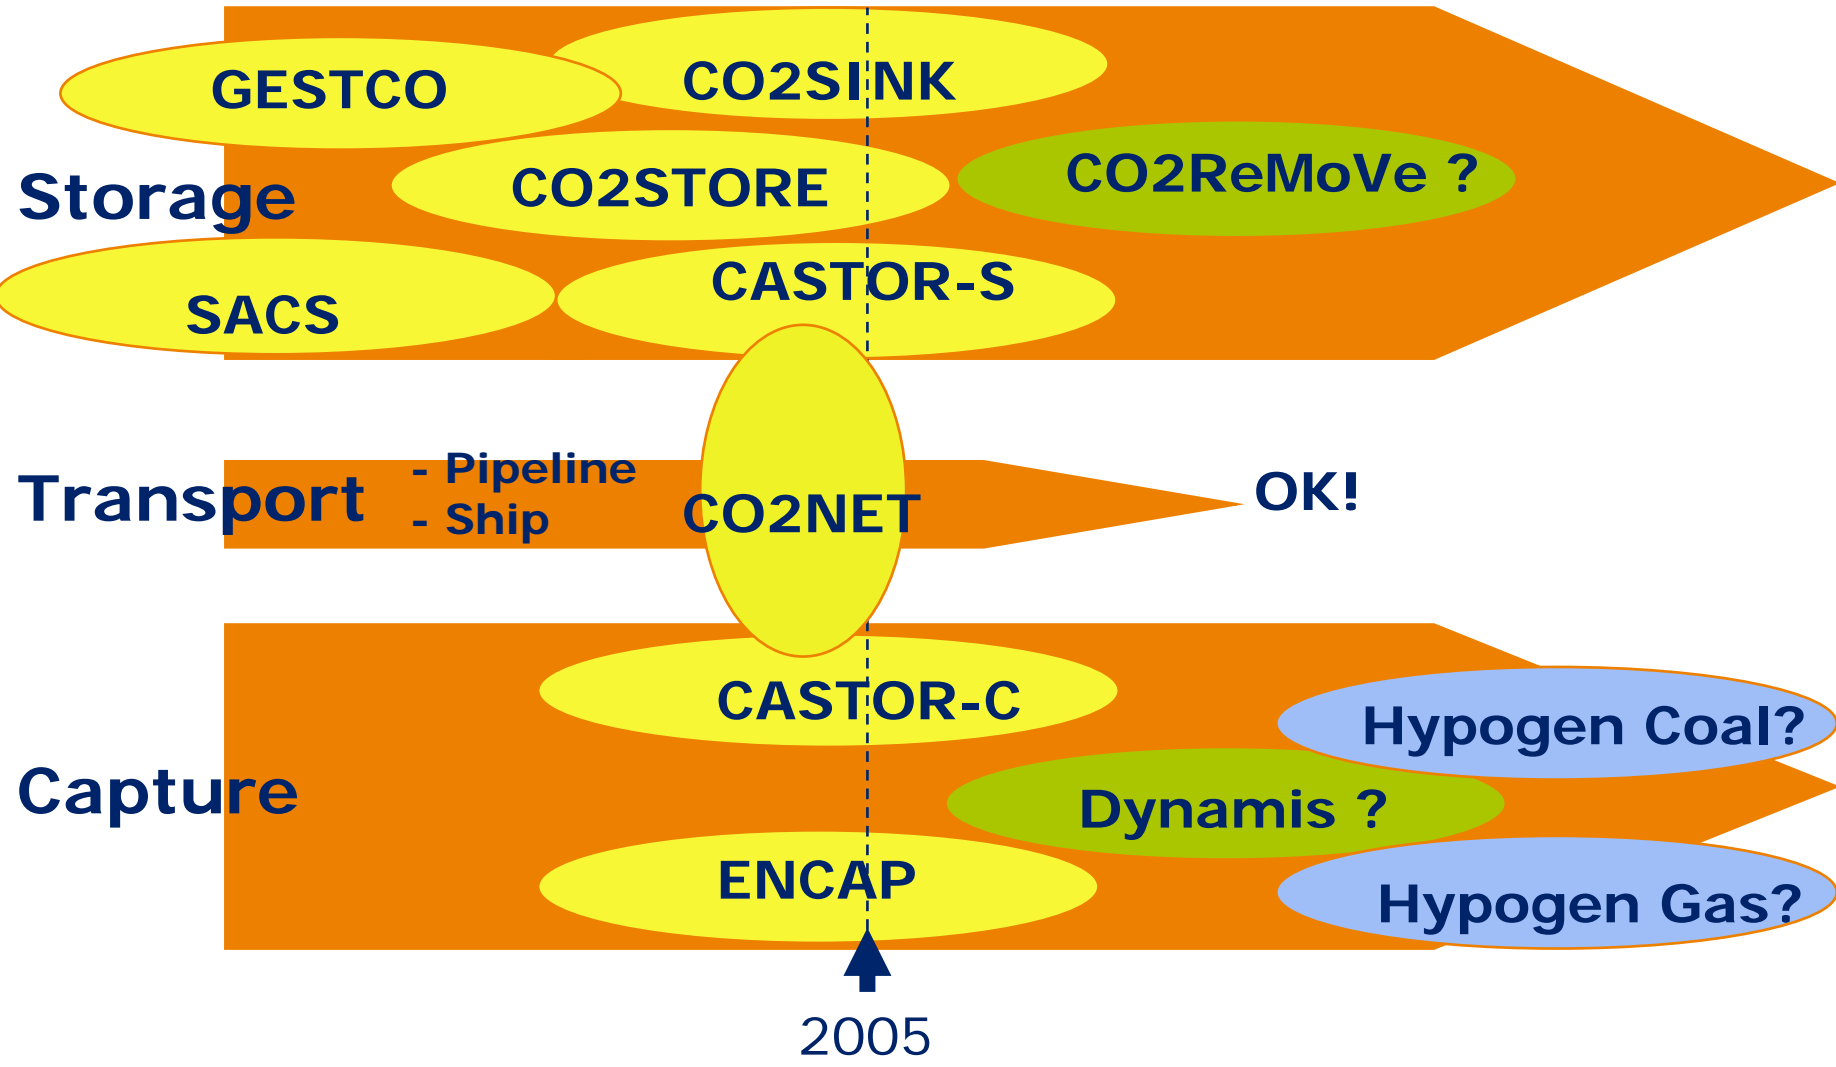 GESTCO
CO2SINK
CO2STORE
CO2ReMoVe ?
Storage
SACS
CASTOR-S
Transport
- Pipeline
- Ship
CO2NET
OK!
CASTOR-C
Hypogen Coal?
Capture
Dynamis ?
ENCAP
Hypogen Gas?
2005